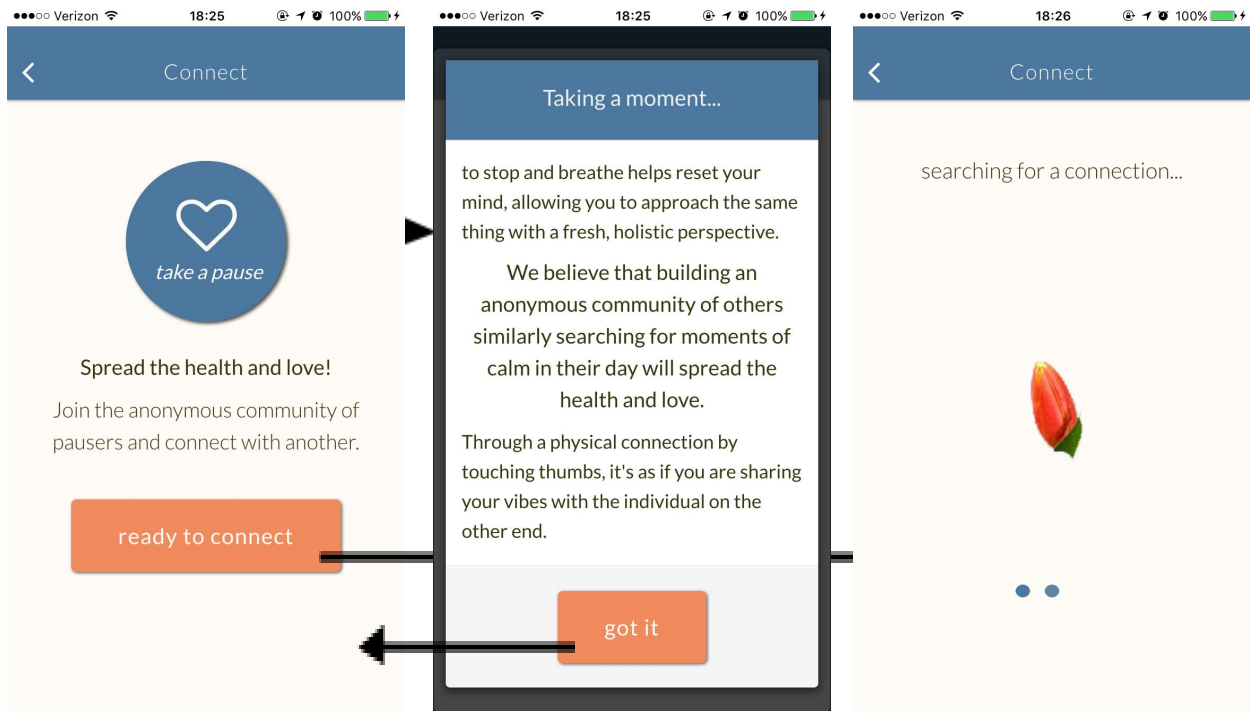 Verizon 18:25 100%
Connect
take a pause
Spread the health and love!
Join the anonymous community of
pausers and connect with another.
ready to connect
Verizon 18:25 100%
Taking a moment...
to stop and breathe helps reset your
mind, allowing you to approach the same
thing with a fresh, holistic perspective.
We believe that building an
anonymous community of others
similarly searching for moments of
calm in their day will spread the
health and love.
Through a physical connection by
touching thumbs, it's as if you are sharing
your vibes with the individual on the
other end.
got it
Verizon 18:26 100%
Connect
searching for a connection...